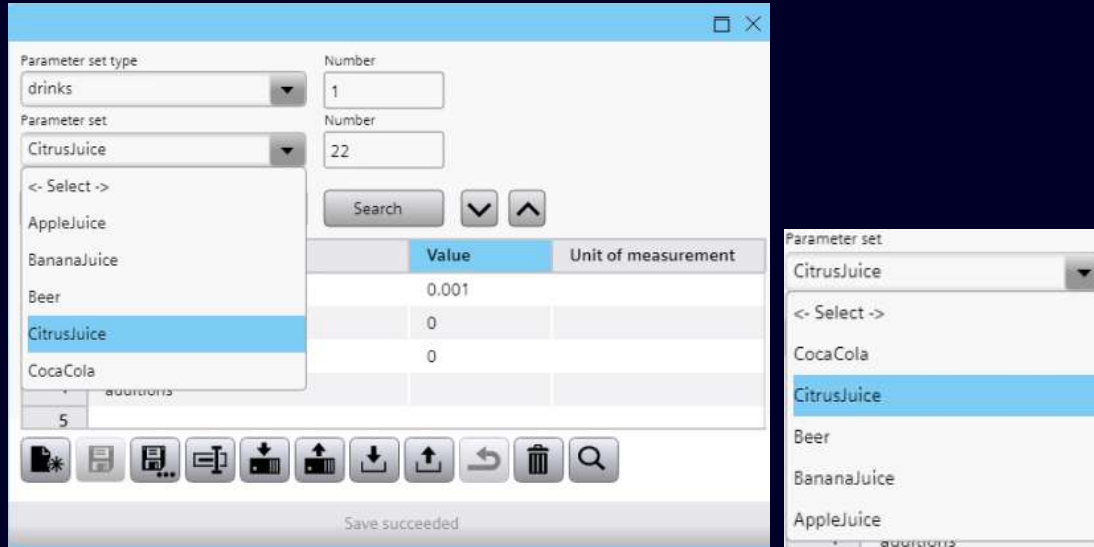 Parameter set type Number
drinks 1
Parameter set Number
CitrusJuice 22
<- Select ->
AppleJuice
BananaJuice
Beer
CitrusJuice
CocaCola
Search
Value Unit of measurement
0.001
0
0
additions
5
Save succeeded
Parameter set
CitrusJuice
<- Select ->
CocaCola
CitrusJuice
Beer
BananaJuice
AppleJuice
additions